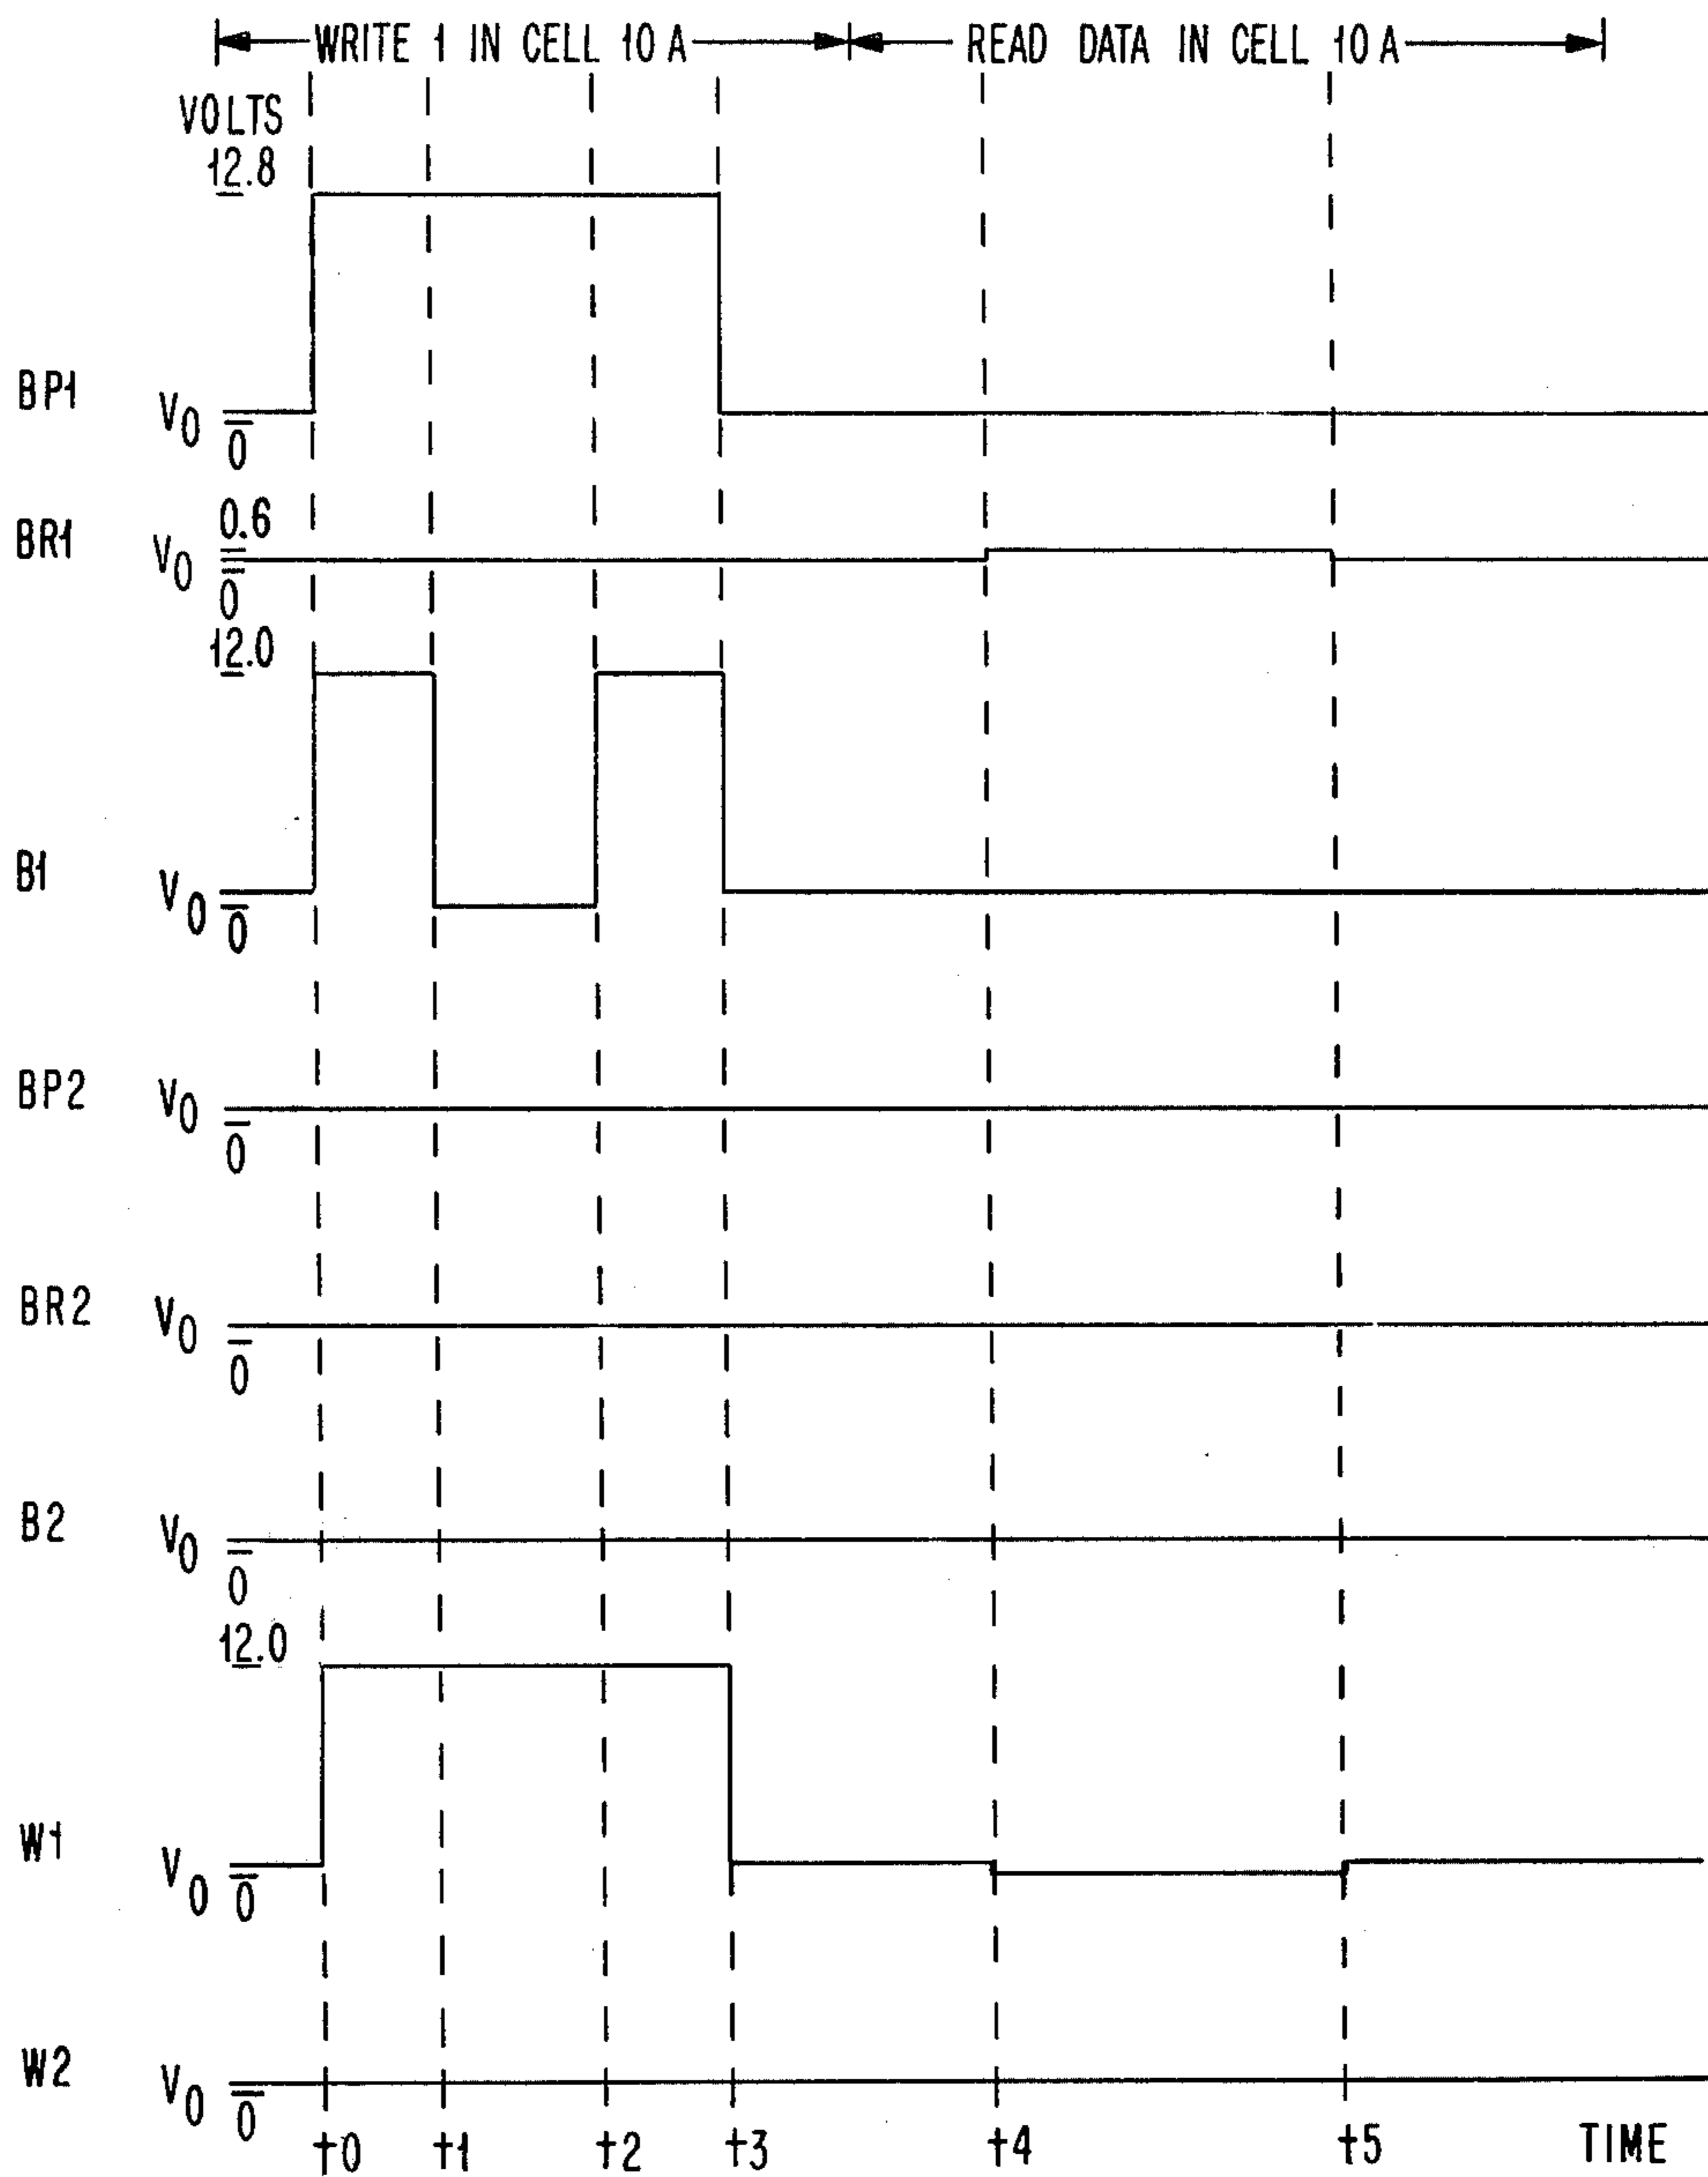 WRITE 1 IN CELL 10 A
READ DATA IN CELL 10 A
VOLTS
12.8
BP1 V0 0
0.6
BR1 V0 0
12.0
B1 V0 0
BP2 V0 0
BR2 V0 0
B2 V0 0
12.0
W1 V0 0
W2 V0 0
t0 t1 t2 t3 t4 t5 TIME